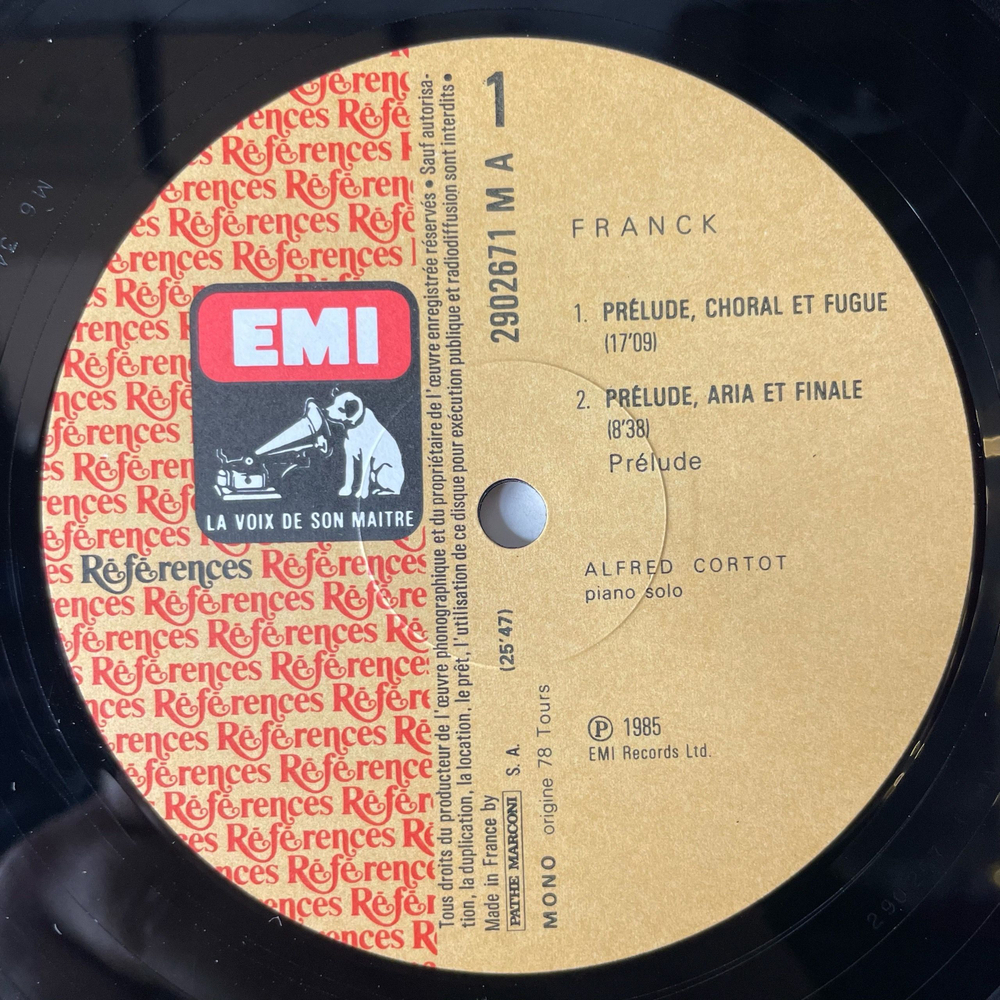 Références
EMI
LA VOIX DE SON MAITRE
Références
Tous droits du producteur de l'œuvre phonographique et du propriétaire de l'œuvre enregistrée réservés • Sauf autorisa-
tion, la duplication, la location, le prêt, l'utilisation de ce disque pour exécution publique et radiodiffusion sont interdits •
Made in France by PATHE MARCONI S. A.
(25'47)
2902671 M A 1
MONO origine 78 Tours
FRANCK
1. PRÉLUDE, CHORAL ET FUGUE
(17'09)
2. PRÉLUDE, ARIA ET FINALE
(8'38)
Prélude
ALFRED CORTOT
piano solo
Ⓟ 1985
EMI Records Ltd.